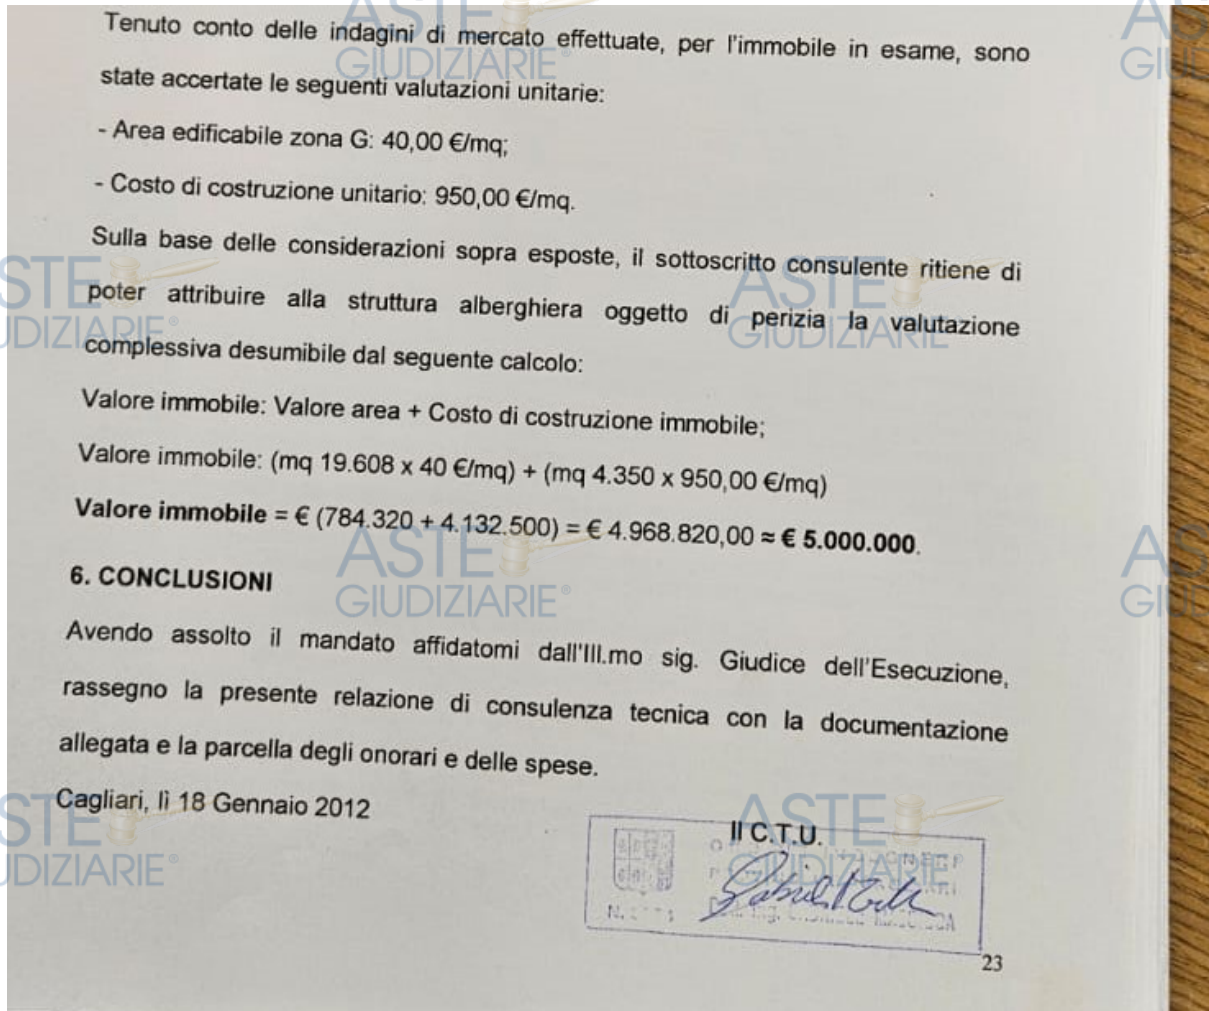 Tenuto conto delle indagini di mercato effettuate, per l'immobile in esame, sono
state accertate le seguenti valutazioni unitarie:
- Area edificabile zona G: 40,00 €/mq;
- Costo di costruzione unitario: 950,00 €/mq.
Sulla base delle considerazioni sopra esposte, il sottoscritto consulente ritiene di
poter attribuire alla struttura alberghiera oggetto di perizia la valutazione
complessiva desumibile dal seguente calcolo:
Valore immobile: Valore area + Costo di costruzione immobile;
Valore immobile: (mq 19.608 x 40 €/mq) + (mq 4.350 x 950,00 €/mq)
Valore immobile = € (784.320 + 4.132.500) = € 4.968.820,00 ≈ € 5.000.000.
6. CONCLUSIONI
Avendo assolto il mandato affidatomi dall'Ill.mo sig. Giudice dell'Esecuzione,
rassegno la presente relazione di consulenza tecnica con la documentazione
allegata e la parcella degli onorari e delle spese.
Cagliari, lì 18 Gennaio 2012
Il C.T.U.
23
ASTE
GIUDIZIARIE®